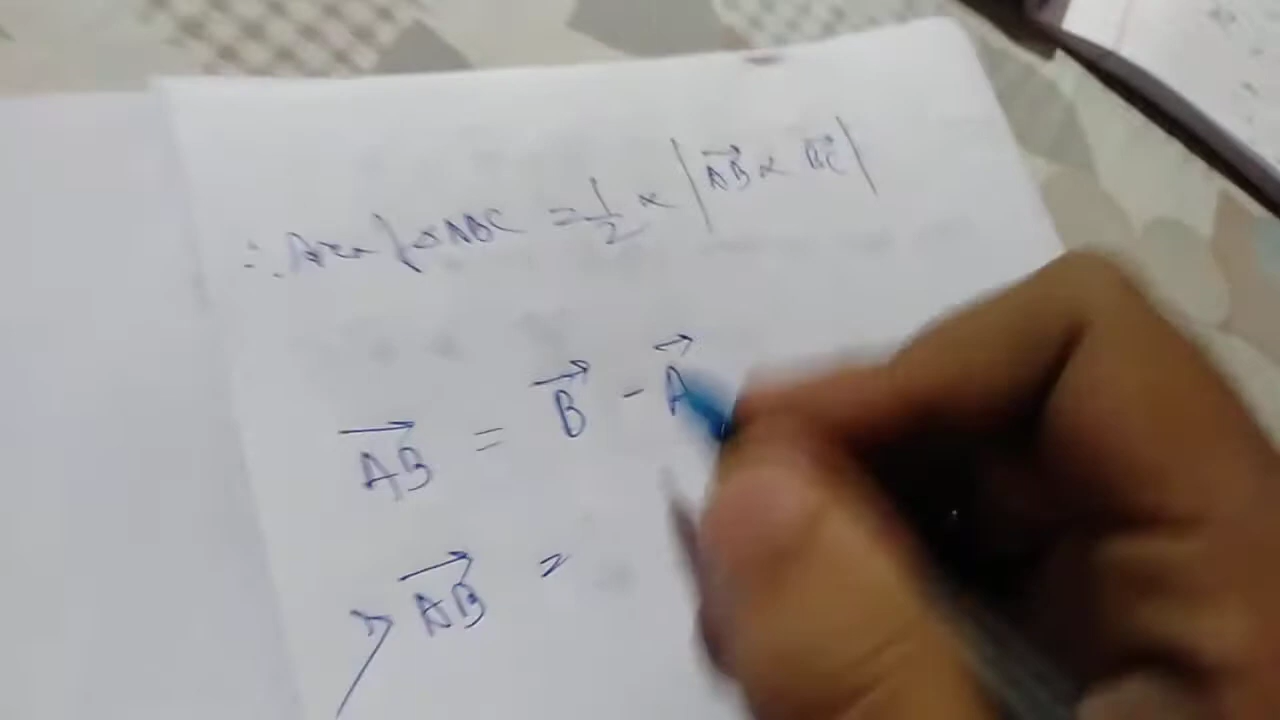 ∴ Area of △ABC = 1/2 × |AB⃗ × BC⃗|
AB⃗ = B⃗ - A⃗
⇒ AB⃗ =